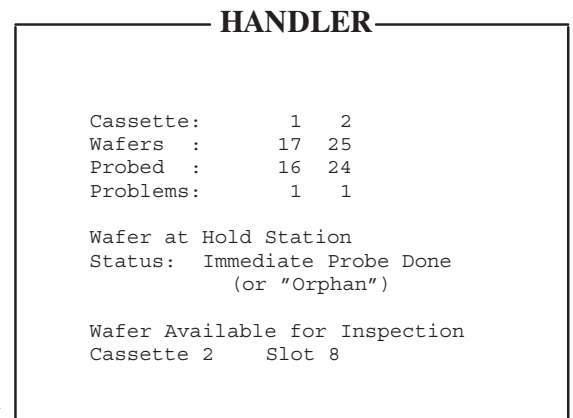 HANDLER
Cassette: 1 2
Wafers : 17 25
Probed : 16 24
Problems: 1 1
Wafer at Hold Station
Status: Immediate Probe Done
(or "Orphan")
Wafer Available for Inspection
Cassette 2 Slot 8